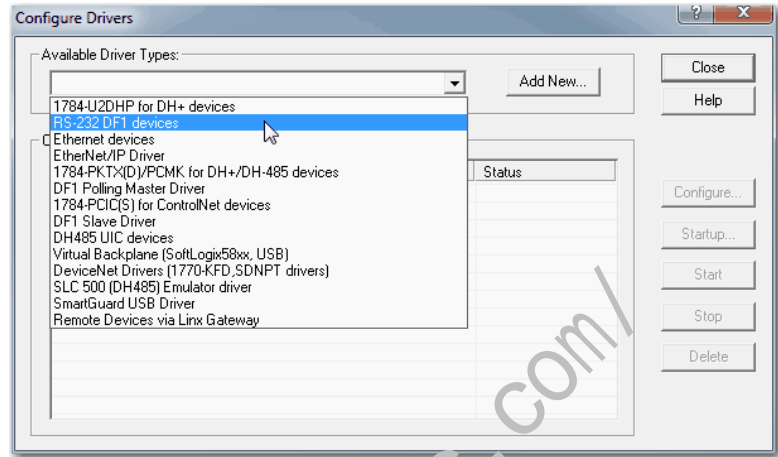 Configure Drivers
?
X
Available Driver Types:
Add New...
Close
Help
1784-U2DHP for DH+ devices
RS-232 DF1 devices
Ethernet devices
EtherNet/IP Driver
1784-PKTX(D)/PCMK for DH+/DH-485 devices
DF1 Polling Master Driver
1784-PCIC(S) for ControlNet devices
DF1 Slave Driver
DH485 UIC devices
Virtual Backplane (SoftLogix58xx, USB)
DeviceNet Drivers (1770-KFD,SDNPT drivers)
SLC 500 (DH485) Emulator driver
SmartGuard USB Driver
Remote Devices via Linx Gateway
Status
Configure...
Startup...
Start
Stop
Delete
com/